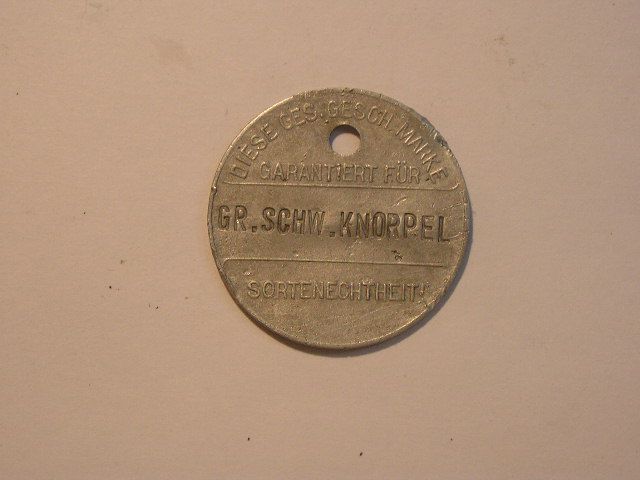 DIESE GES. GESCH. MARKE
GARANTIERT FÜR
GR.SCHW.KNORPEL
SORTENECHTHEIT!